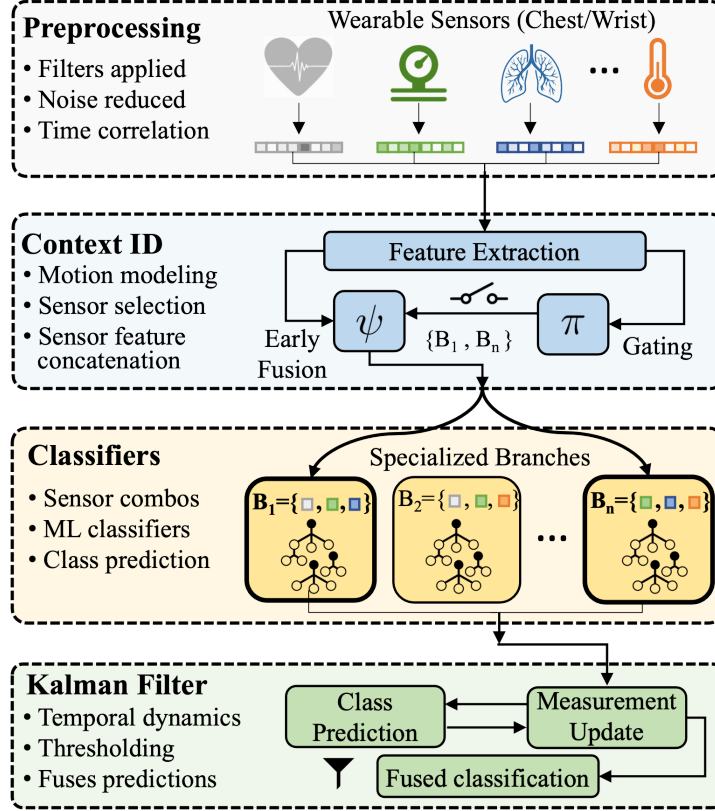 Preprocessing
• Filters applied
• Noise reduced
• Time correlation
Wearable Sensors (Chest/Wrist)
...
Context ID
• Motion modeling
• Sensor selection
• Sensor feature
concatenation
Feature Extraction
ψ
π
{B₁ , Bₙ }
Early
Fusion
Gating
Classifiers
• Sensor combos
• ML classifiers
• Class prediction
Specialized Branches
B₁={ , , }
B₂={ , , }
...
Bₙ={ , , }
Kalman Filter
• Temporal dynamics
• Thresholding
• Fuses predictions
Class
Prediction
Measurement
Update
Fused classification